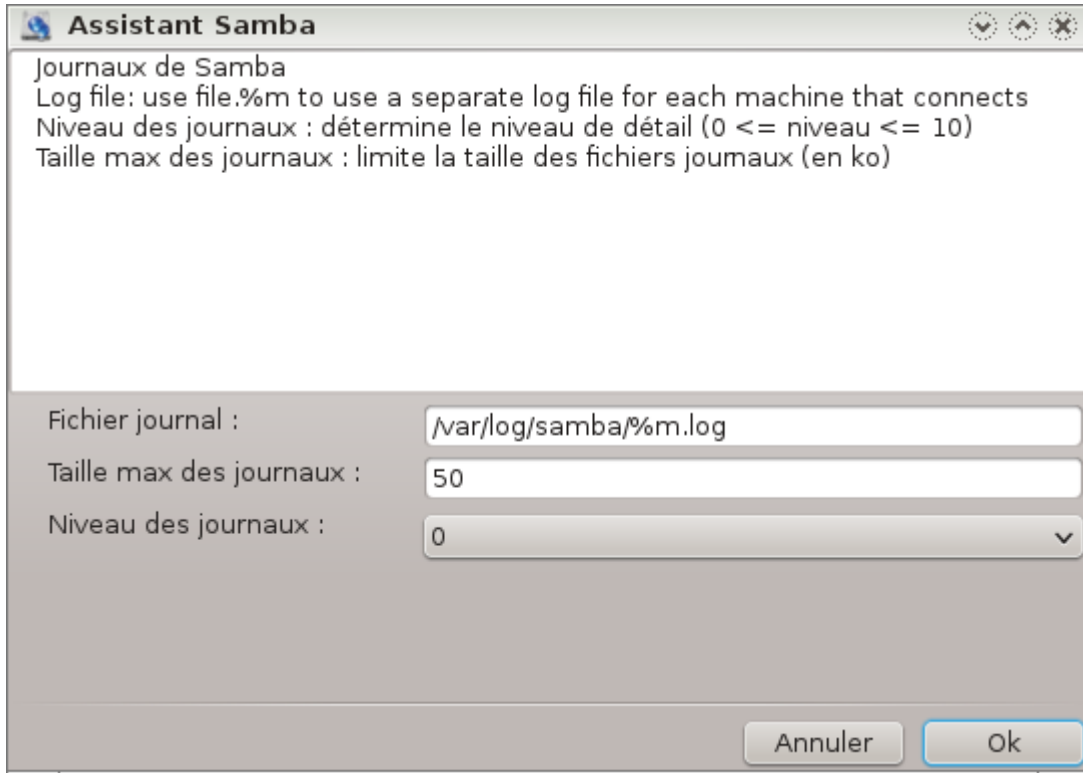 Assistant Samba
Journaux de Samba
Log file: use file.%m to use a separate log file for each machine that connects
Niveau des journaux : détermine le niveau de détail (0 <= niveau <= 10)
Taille max des journaux : limite la taille des fichiers journaux (en ko)
Fichier journal :
/var/log/samba/%m.log
Taille max des journaux :
50
Niveau des journaux :
0
Annuler
Ok